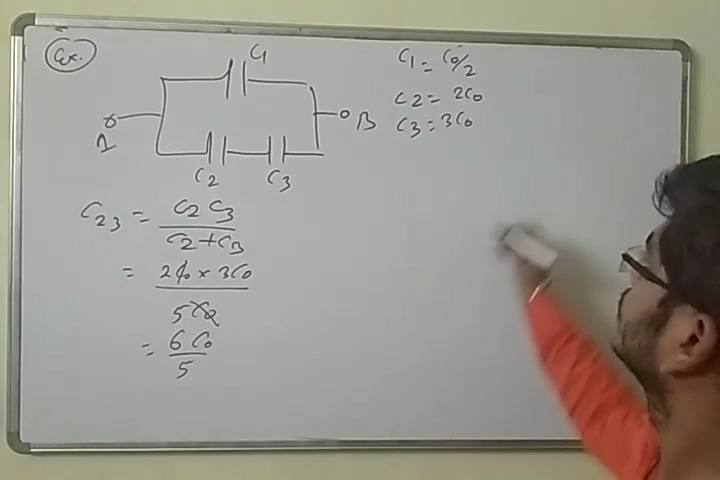 Ex.
C1
A
B
C2 C3
C1 = C0/2
C2 = 2C0
C3 = 3C0
C23 = C2 C3
C2 + C3
= 2C0 × 3C0
5C0
= 6C0
5